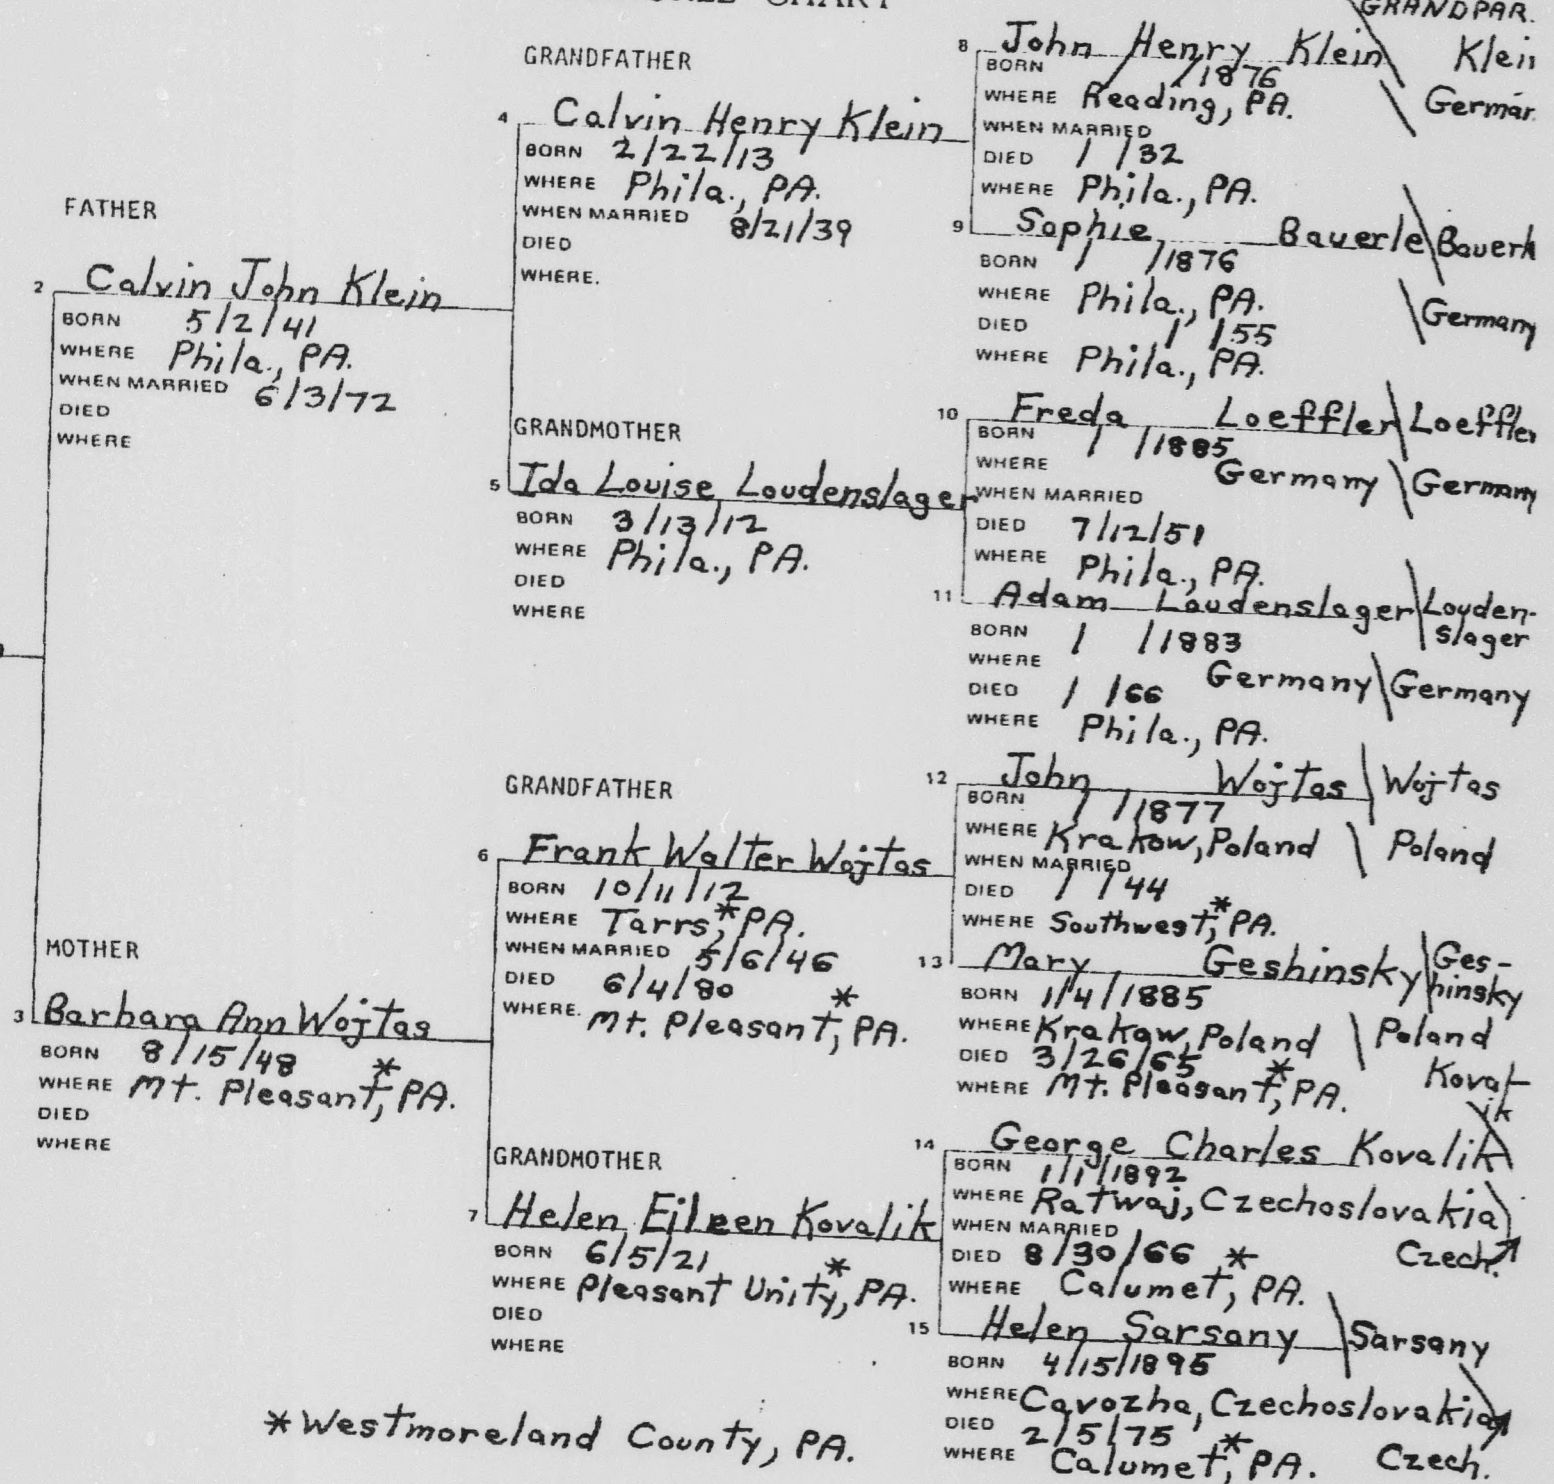 CHART
GRANDPAR.
FATHER
2 Calvin John Klein
BORN 5/2/41
WHERE Phila., PA.
WHEN MARRIED 6/3/72
DIED
WHERE
MOTHER
3 Barbara Ann Wojtas
BORN 8/15/48
WHERE Mt. Pleasant,* PA.
DIED
WHERE
GRANDFATHER
4 Calvin Henry Klein
BORN 2/22/13
WHERE Phila., PA.
WHEN MARRIED 8/21/39
DIED
WHERE.
GRANDMOTHER
5 Ida Louise Loudenslager
BORN 3/13/12
WHERE Phila., PA.
DIED
WHERE
GRANDFATHER
6 Frank Walter Wojtas
BORN 10/11/12
WHERE Tarrs,* PA.
WHEN MARRIED 5/6/46
DIED 6/4/80
WHERE. Mt. Pleasant,* PA.
GRANDMOTHER
7 Helen Eileen Kovalik
BORN 6/5/21
WHERE Pleasant Unity,* PA.
DIED
WHERE
8 John Henry Klein \ Klei
BORN / /1876
WHERE Reading, PA. \ German
WHEN MARRIED
DIED / /32
WHERE Phila., PA.
9 Sophie Bauerle \ Bauerl
BORN / /1876
WHERE Phila., PA. \ Germany
DIED / /55
WHERE Phila., PA.
10 Freda Loeffler \ Loeffler
BORN / /1885
WHERE Germany \ Germany
WHEN MARRIED
DIED 7/12/51
WHERE Phila., PA.
11 Adam Loudenslager \ Louden-
slager
BORN / /1883
WHERE Germany \ Germany
DIED / /66
WHERE Phila., PA.
12 John Wojtas \ Wojtas
BORN / /1877
WHERE Krakow, Poland \ Poland
WHEN MARRIED
DIED / /44
WHERE Southwest,* PA.
13 Mary Geshinsky \ Ges-
hinsky
BORN 1/4/1885
WHERE Krakow, Poland \ Poland
DIED 3/26/65
WHERE Mt. Pleasant,* PA.
14 George Charles Kovalik
BORN 1/1/1892
WHERE Ratwaj, Czechoslovakia
WHEN MARRIED Czech.
DIED 8/30/66
WHERE Calumet,* PA.
15 Helen Sarsany \ Sarsany
BORN 4/15/1895
WHERE Cavozha, Czechoslovakia
DIED 2/5/75
WHERE Calumet,* PA. Czech.
* Westmoreland County, PA.